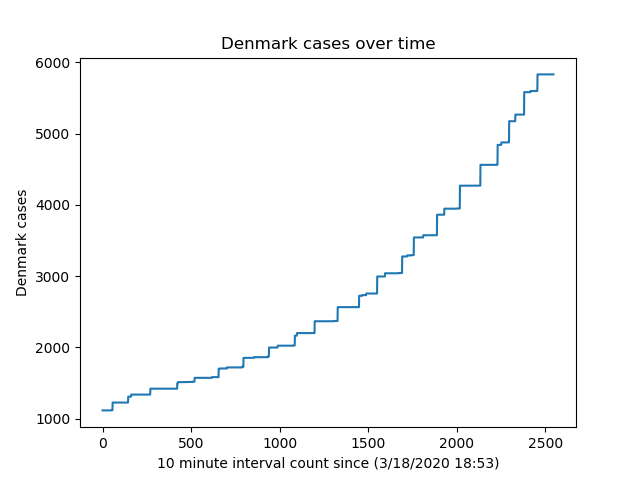 Denmark cases over time
6000
5000
4000
3000
2000
1000
Denmark cases
0 500 1000 1500 2000 2500
10 minute interval count since (3/18/2020 18:53)